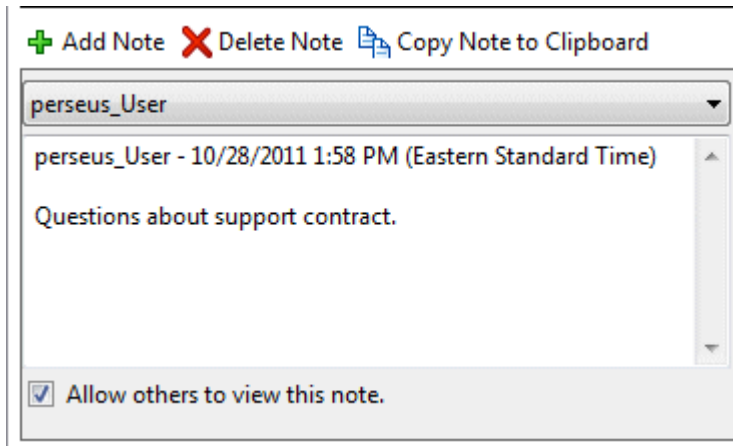 Add Note Delete Note Copy Note to Clipboard
perseus_User
perseus_User - 10/28/2011 1:58 PM (Eastern Standard Time)
Questions about support contract.
Allow others to view this note.